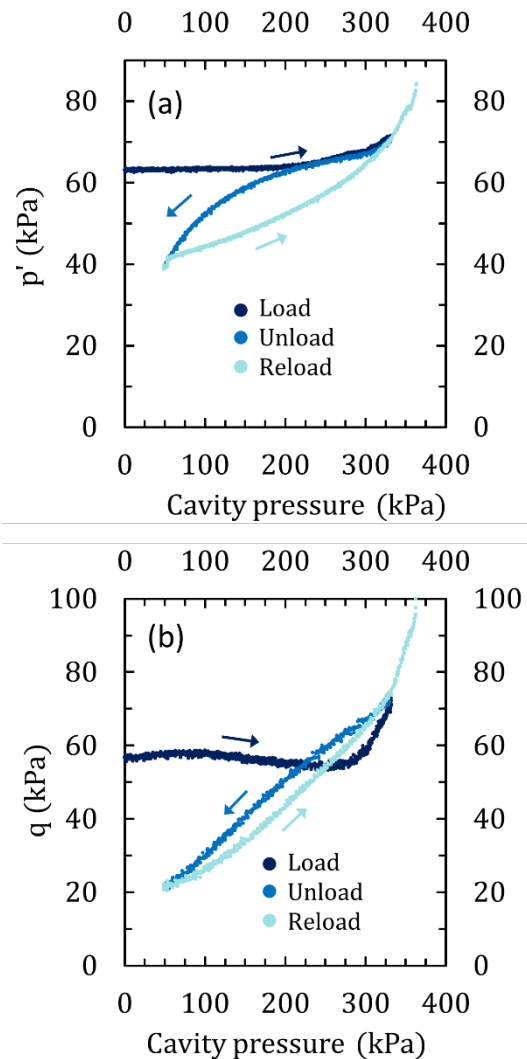 0 100 200 300 400
(a)
80 80
60 60
40 40
20 20
0 0
p' (kPa)
Load
Unload
Reload
0 100 200 300 400
Cavity pressure (kPa)
0 100 200 300 400
100 100
(b)
80 80
60 60
40 40
20 20
0 0
q (kPa)
Load
Unload
Reload
0 100 200 300 400
Cavity pressure (kPa)